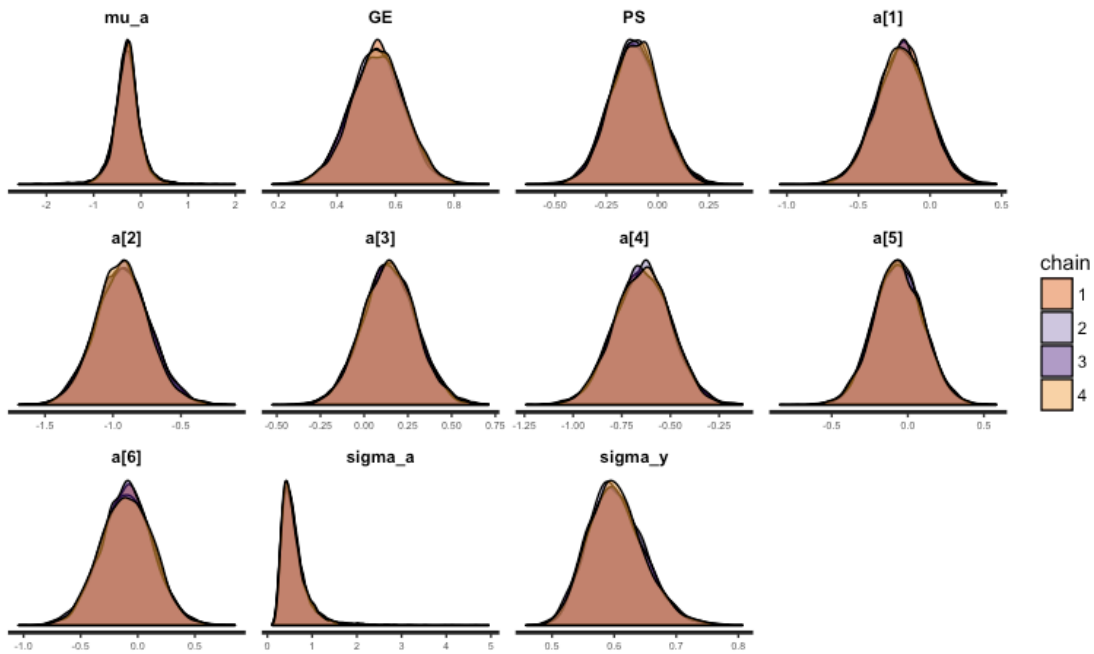 mu_a GE PS a[1]
-2 -1 0 1 2 0.2 0.4 0.6 0.8 -0.50 -0.25 0.00 0.25 -1.0 -0.5 0.0 0.5
a[2] a[3] a[4] a[5]
-1.5 -1.0 -0.5 -0.50 -0.25 0.00 0.25 0.50 0.75 -1.25 -1.00 -0.75 -0.50 -0.25 -0.5 0.0 0.5
chain
1
2
3
4
a[6] sigma_a sigma_y
-1.0 -0.5 0.0 0.5 0 1 2 3 4 5 0.5 0.6 0.7 0.8